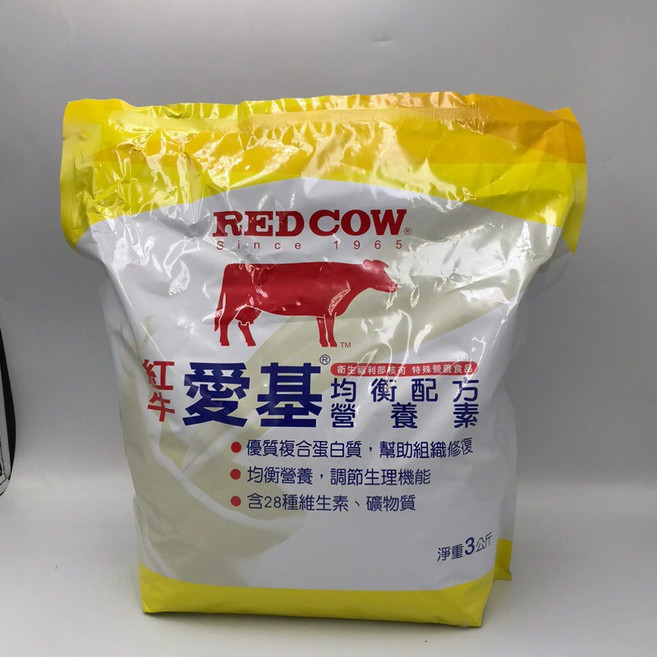 RED COW®
Since 1965
TM
紅牛
愛基®
衛生福利部核可 特殊營養食品
均衡配方
營養素
●優質複合蛋白質，幫助組織修復
●均衡營養，調節生理機能
●含28種維生素、礦物質
淨重3公斤